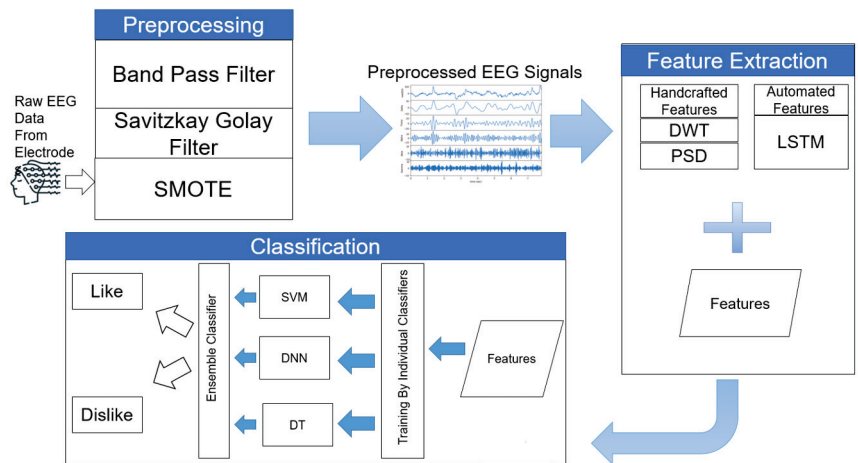 Preprocessing
Band Pass Filter
Savitzkay Golay
Filter
SMOTE
Raw EEG
Data
From
Electrode
Preprocessed EEG Signals
Feature Extraction
Handcrafted
Features
DWT
PSD
Automated
Features
LSTM
Features
Classification
Like
Dislike
Ensemble Classifier
SVM
DNN
DT
Training By Individual Classifiers
Features